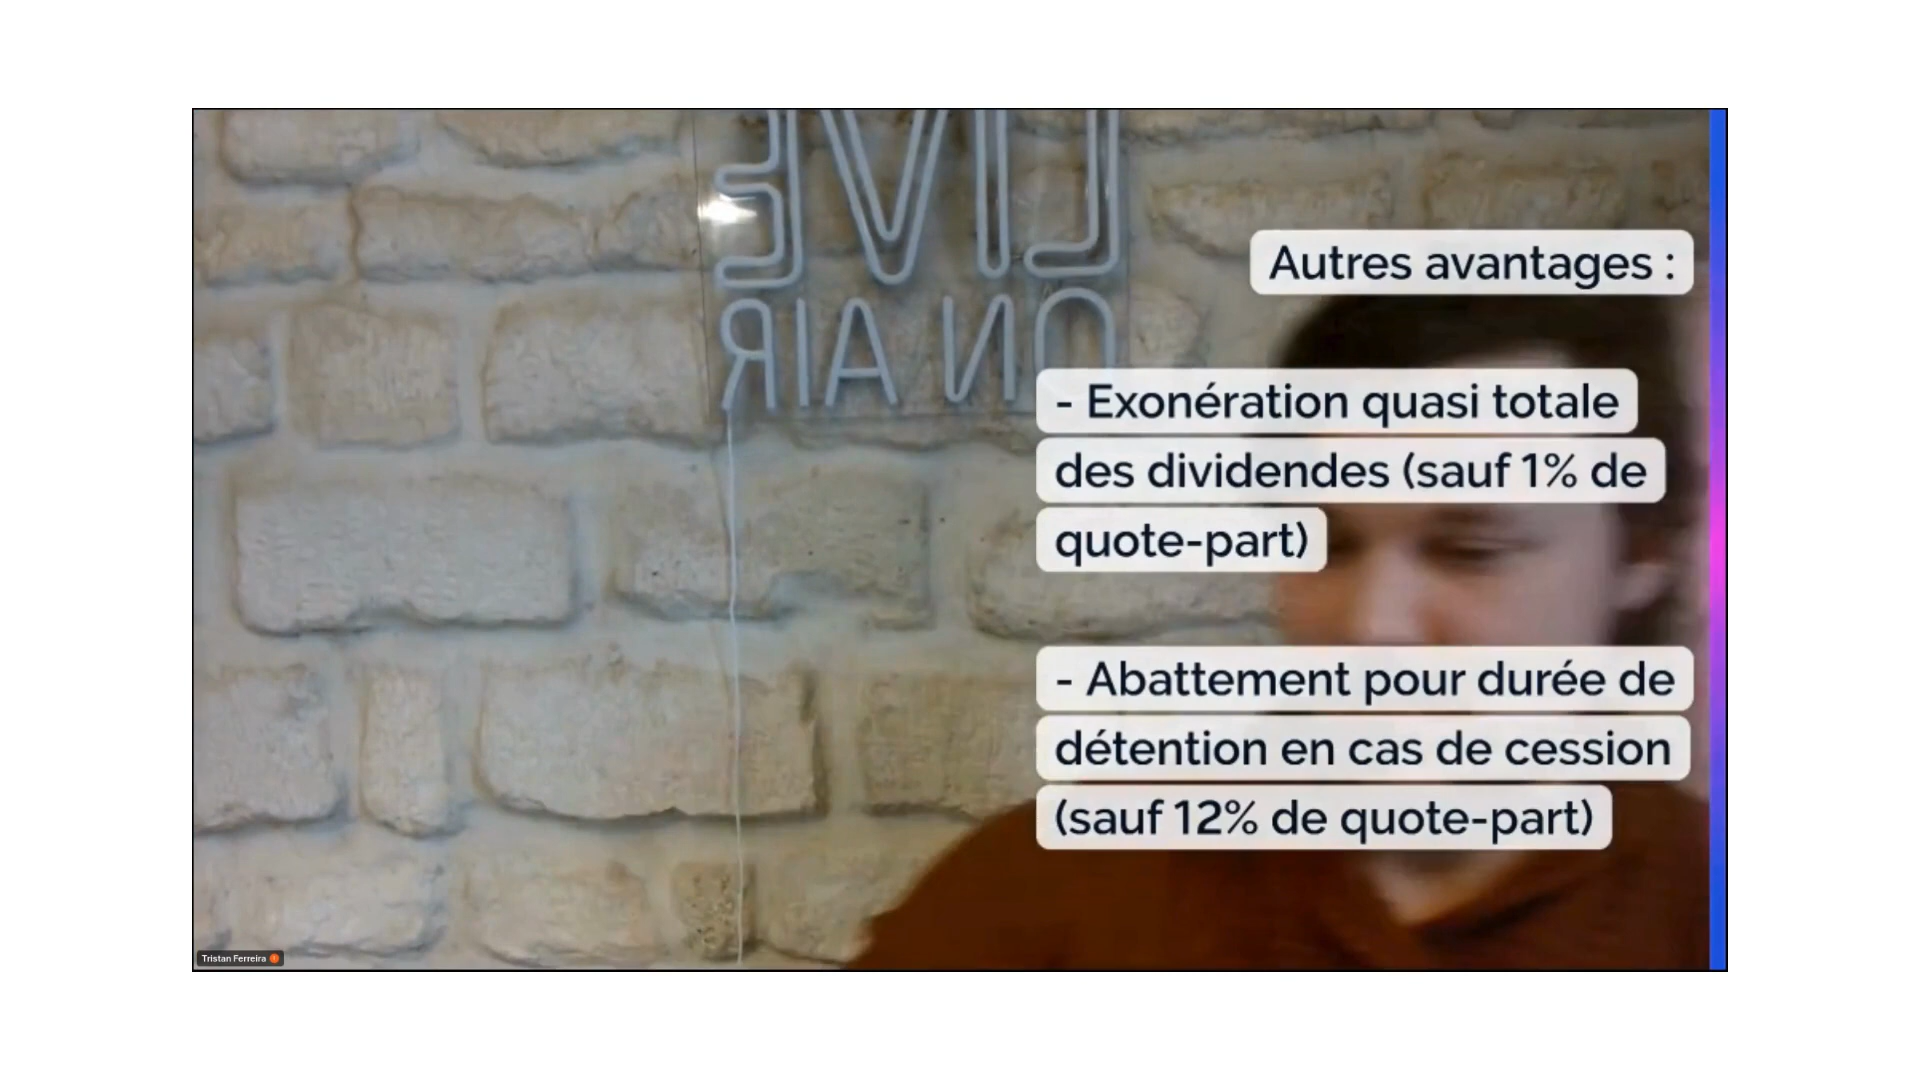 LIVE
ON AIR
Autres avantages :
- Exonération quasi totale
des dividendes (sauf 1% de
quote-part)
- Abattement pour durée de
détention en cas de cession
(sauf 12% de quote-part)
Tristan Ferreira